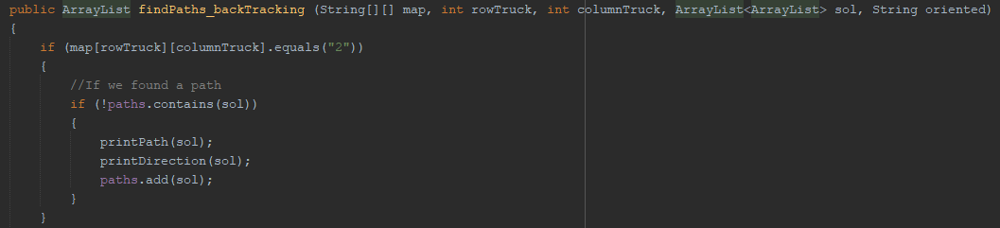 public ArrayList findPaths_backTracking (String[][] map, int rowTruck, int columnTruck, ArrayList<ArrayList> sol, String oriented)
{
if (map[rowTruck][columnTruck].equals("2"))
{
//If we found a path
if (!paths.contains(sol))
{
printPath(sol);
printDirection(sol);
paths.add(sol);
}
}